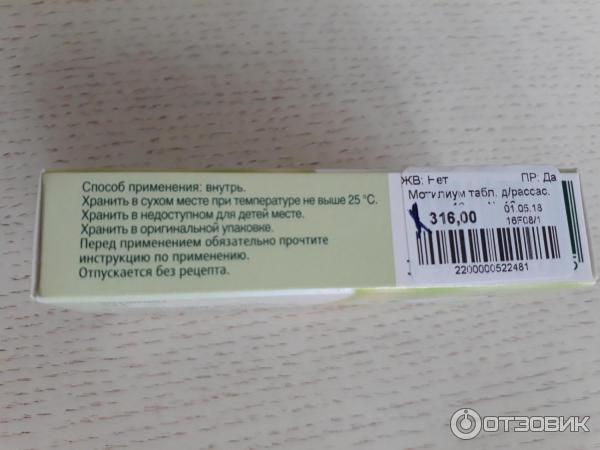 Способ применения: внутрь.
Хранить в сухом месте при температуре не выше 25 °C.
Хранить в недоступном для детей месте.
Хранить в оригинальной упаковке.
Перед применением обязательно прочтите
инструкцию по применению.
Отпускается без рецепта.
ЖВ: Нет ПР: Да
Мотилиум табл. д/рассас.
316,00
01.05.18
16F08/1
2200000522481
ОТЗОВИК